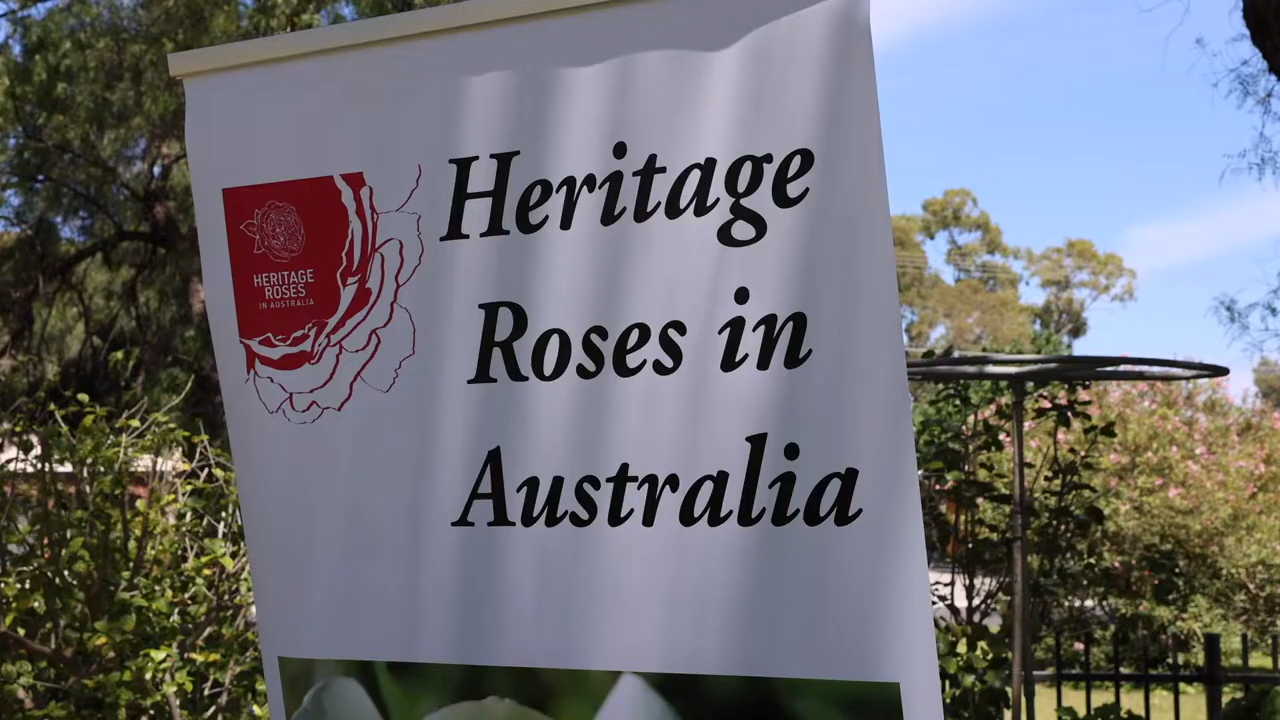 HERITAGE
ROSES
IN AUSTRALIA
Heritage
Roses in
Australia